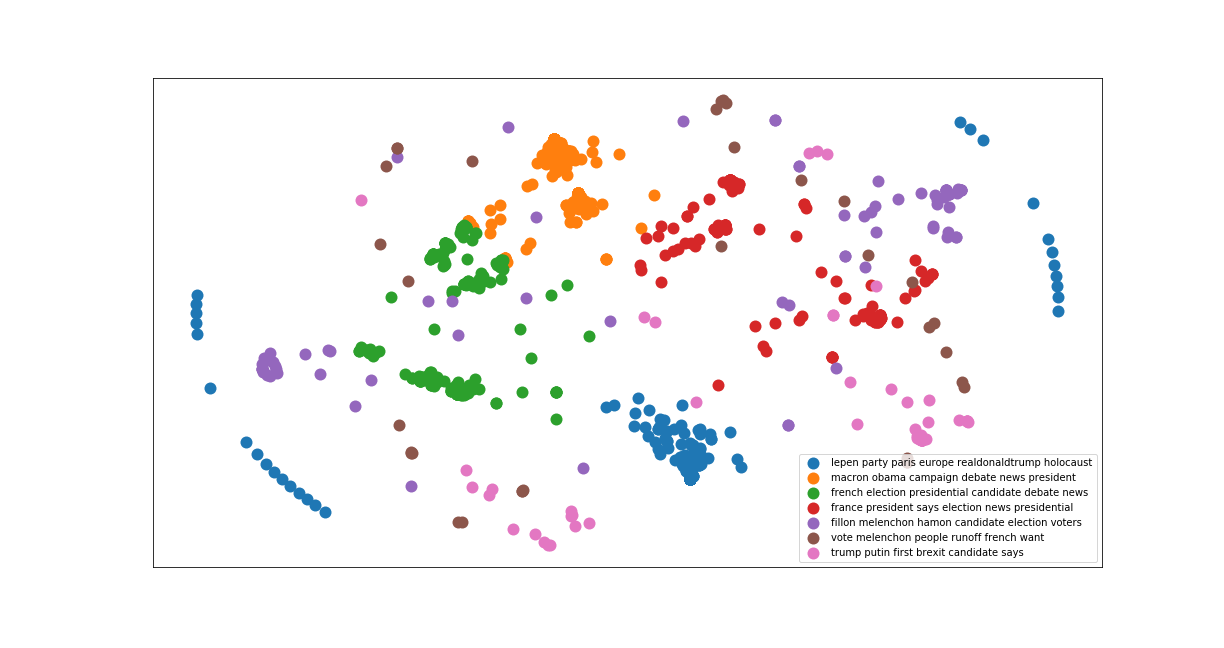 lepen party paris europe realdonaldtrump holocaust
macron obama campaign debate news president
french election presidential candidate debate news
france president says election news presidential
fillon melenchon hamon candidate election voters
vote melenchon people runoff french want
trump putin first brexit candidate says